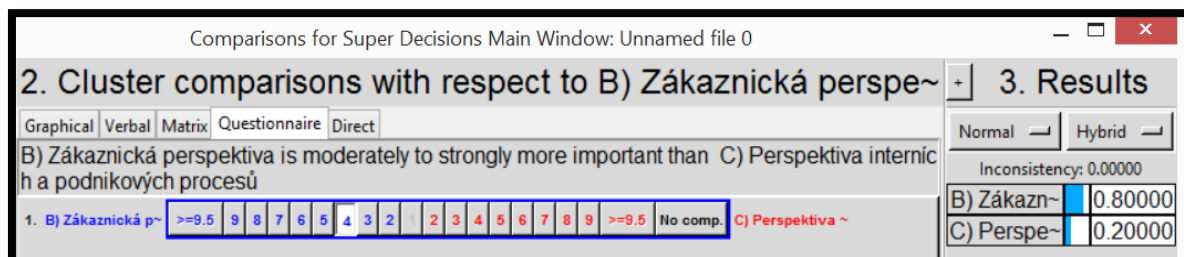 Comparisons for Super Decisions Main Window: Unnamed file 0
2. Cluster comparisons with respect to B) Zákaznická perspe~
+ 3. Results
Graphical Verbal Matrix Questionnaire Direct
Normal Hybrid
B) Zákaznická perspektiva is moderately to strongly more important than C) Perspektiva interníc
h a podnikových procesů
Inconsistency: 0.00000
1. B) Zákaznická p~ >=9.5 9 8 7 6 5 4 3 2 1 2 3 4 5 6 7 8 9 >=9.5 No comp. C) Perspektiva ~
B) Zákazn~ 0.80000
C) Perspe~ 0.20000